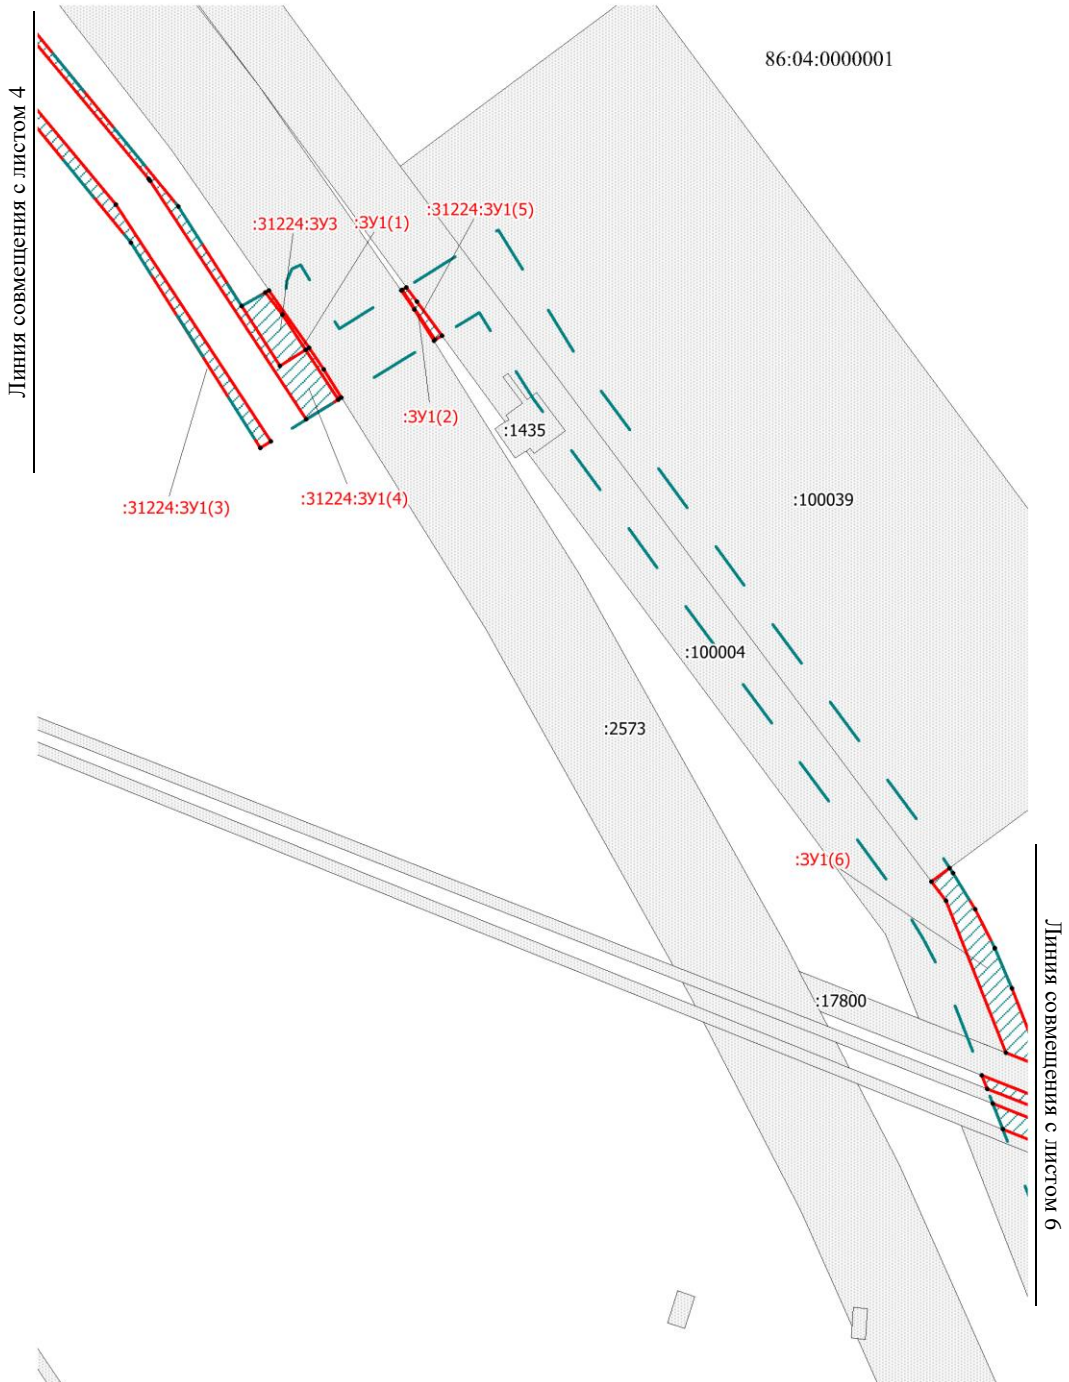 86:04:0000001
Линия совмещения с листом 4
:31224:ЗУ3
:ЗУ1(1)
:31224:ЗУ1(5)
:ЗУ1(2)
:1435
:31224:ЗУ1(3)
:31224:ЗУ1(4)
:100039
:100004
:2573
:ЗУ1(6)
:17800
Линия совмещения с листом 6